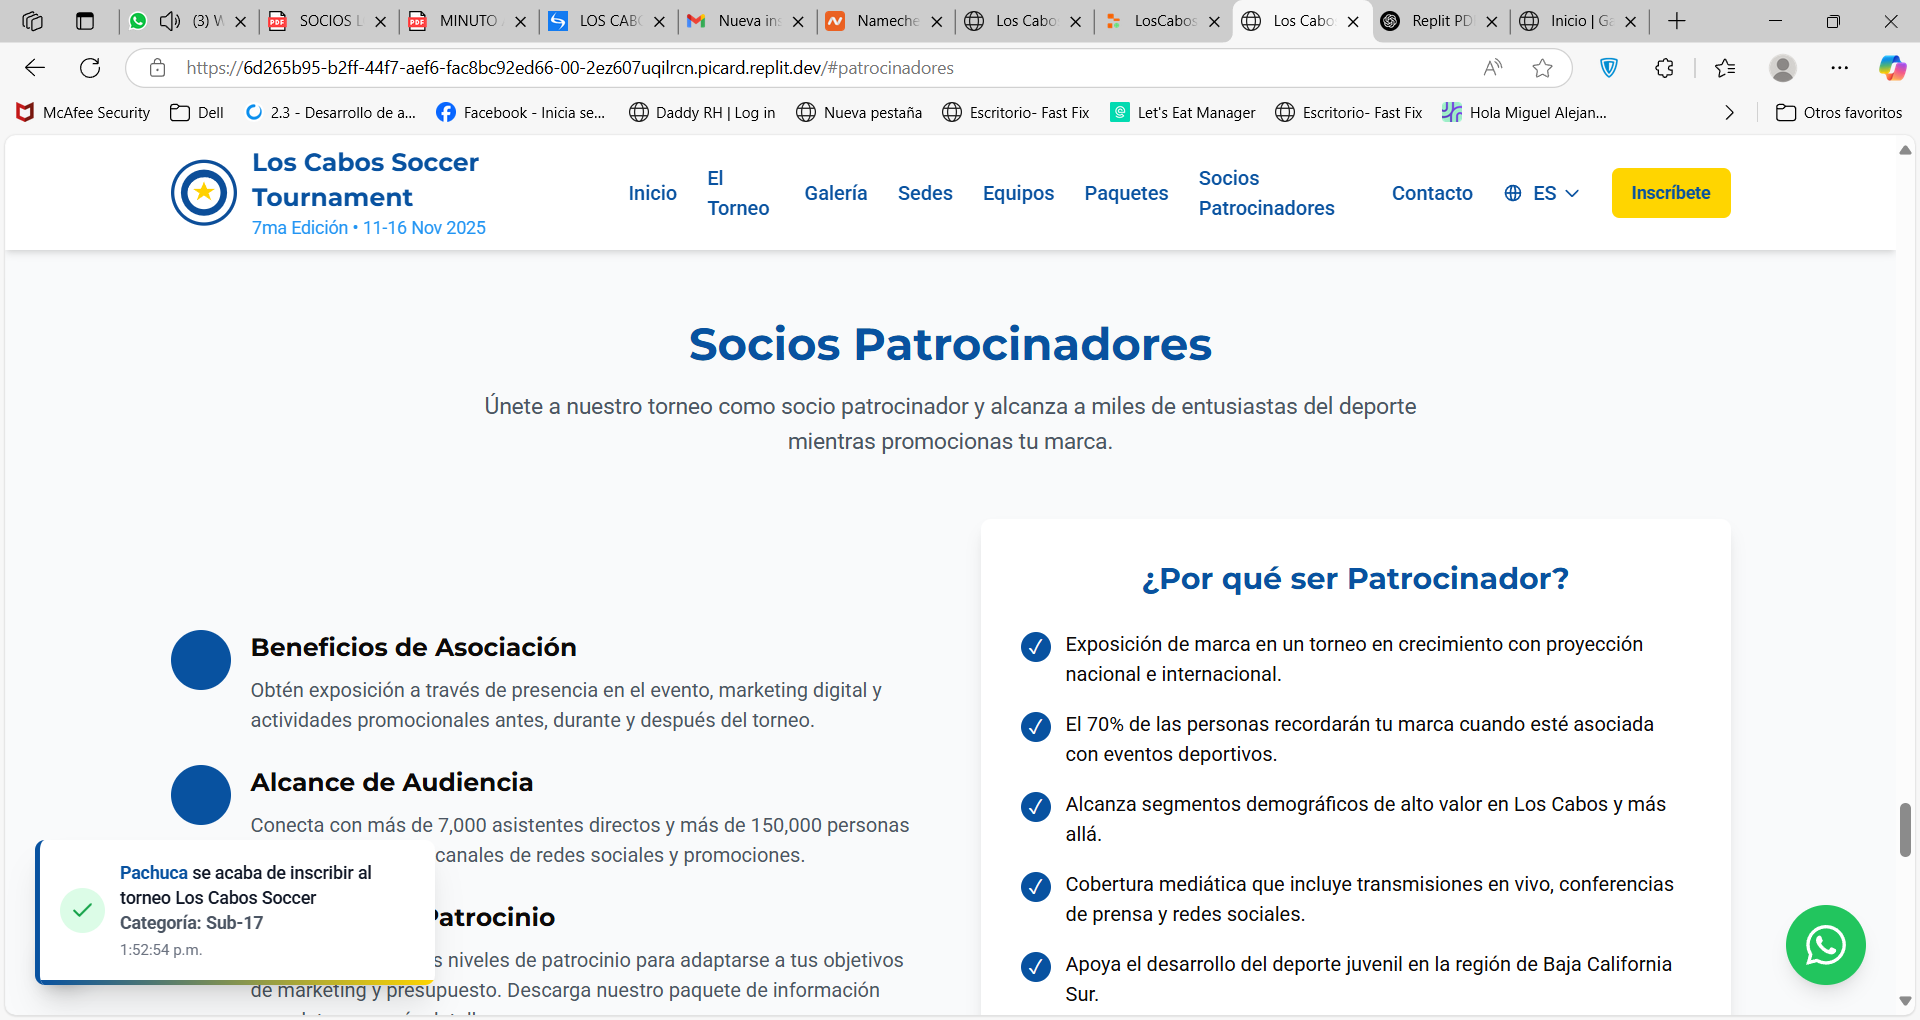 (3) W
SOCIOS L
MINUTO A
LOS CABO
Nueva ins
Nameche
Los Cabo
LosCabos
Los Cabo
Replit PD
Inicio | Ga
https://6d265b95-b2ff-44f7-aef6-fac8bc92ed66-00-2ez607uqilrcn.picard.replit.dev/#patrocinadores
McAfee Security
Dell
2.3 - Desarrollo de a...
Facebook - Inicia se...
Daddy RH | Log in
Nueva pestaña
Escritorio- Fast Fix
Let's Eat Manager
Escritorio- Fast Fix
Hola Miguel Alejan...
Otros favoritos
Los Cabos Soccer
Tournament
7ma Edición • 11-16 Nov 2025
Inicio
El
Torneo
Galería
Sedes
Equipos
Paquetes
Socios
Patrocinadores
Contacto
ES
Inscríbete
Socios Patrocinadores
Únete a nuestro torneo como socio patrocinador y alcanza a miles de entusiastas del deporte
mientras promocionas tu marca.
Beneficios de Asociación
Obtén exposición a través de presencia en el evento, marketing digital y
actividades promocionales antes, durante y después del torneo.
Alcance de Audiencia
Conecta con más de 7,000 asistentes directos y más de 150,000 personas
canales de redes sociales y promociones.
Patrocinio
s niveles de patrocinio para adaptarse a tus objetivos
de marketing y presupuesto. Descarga nuestro paquete de información
Pachuca se acaba de inscribir al
torneo Los Cabos Soccer
Categoría: Sub-17
1:52:54 p.m.
¿Por qué ser Patrocinador?
Exposición de marca en un torneo en crecimiento con proyección
nacional e internacional.
El 70% de las personas recordarán tu marca cuando esté asociada
con eventos deportivos.
Alcanza segmentos demográficos de alto valor en Los Cabos y más
allá.
Cobertura mediática que incluye transmisiones en vivo, conferencias
de prensa y redes sociales.
Apoya el desarrollo del deporte juvenil en la región de Baja California
Sur.